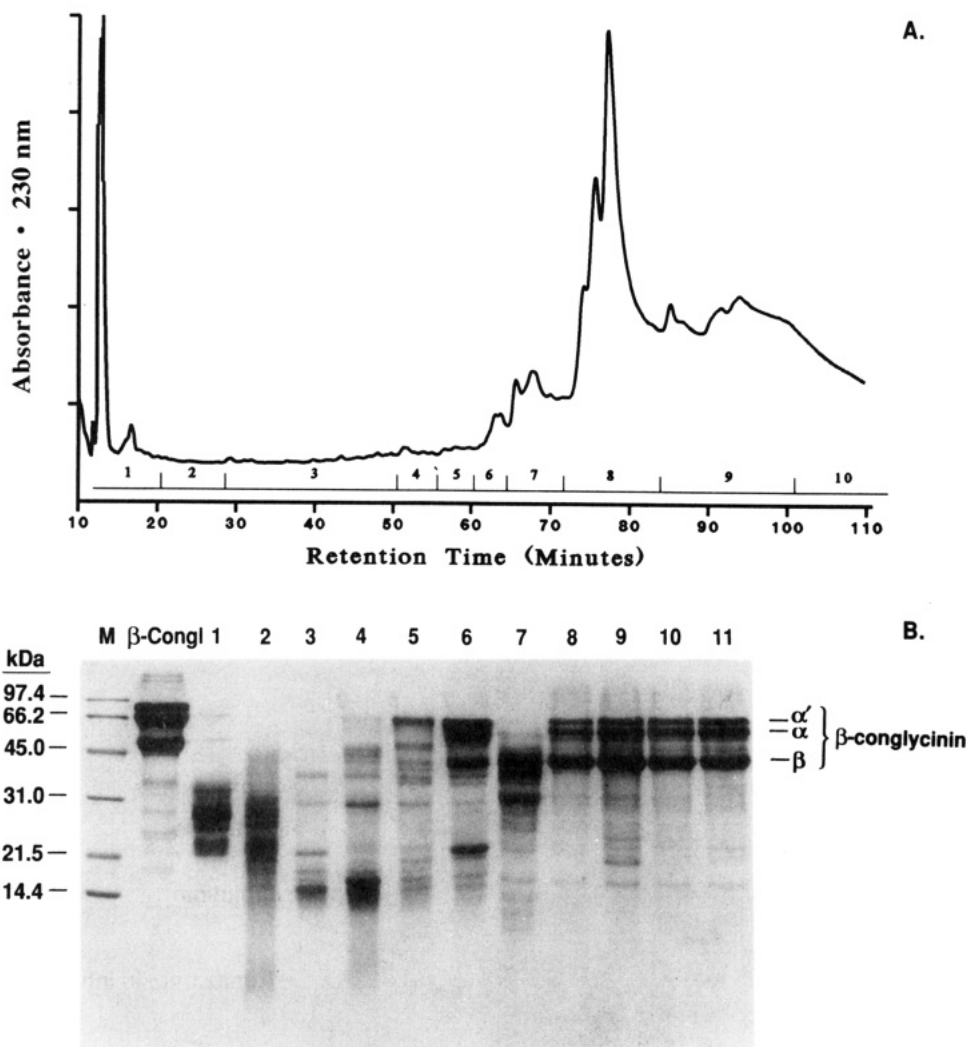 A.
Absorbance • 230 nm
1 2 3 4 5 6 7 8 9 10
10 20 30 40 50 60 70 80 90 100 110
Retention Time (Minutes)
B.
M β-Congl 1 2 3 4 5 6 7 8 9 10 11
kDa
97.4
66.2
45.0
31.0
21.5
14.4
α′
α
β
β-conglycinin